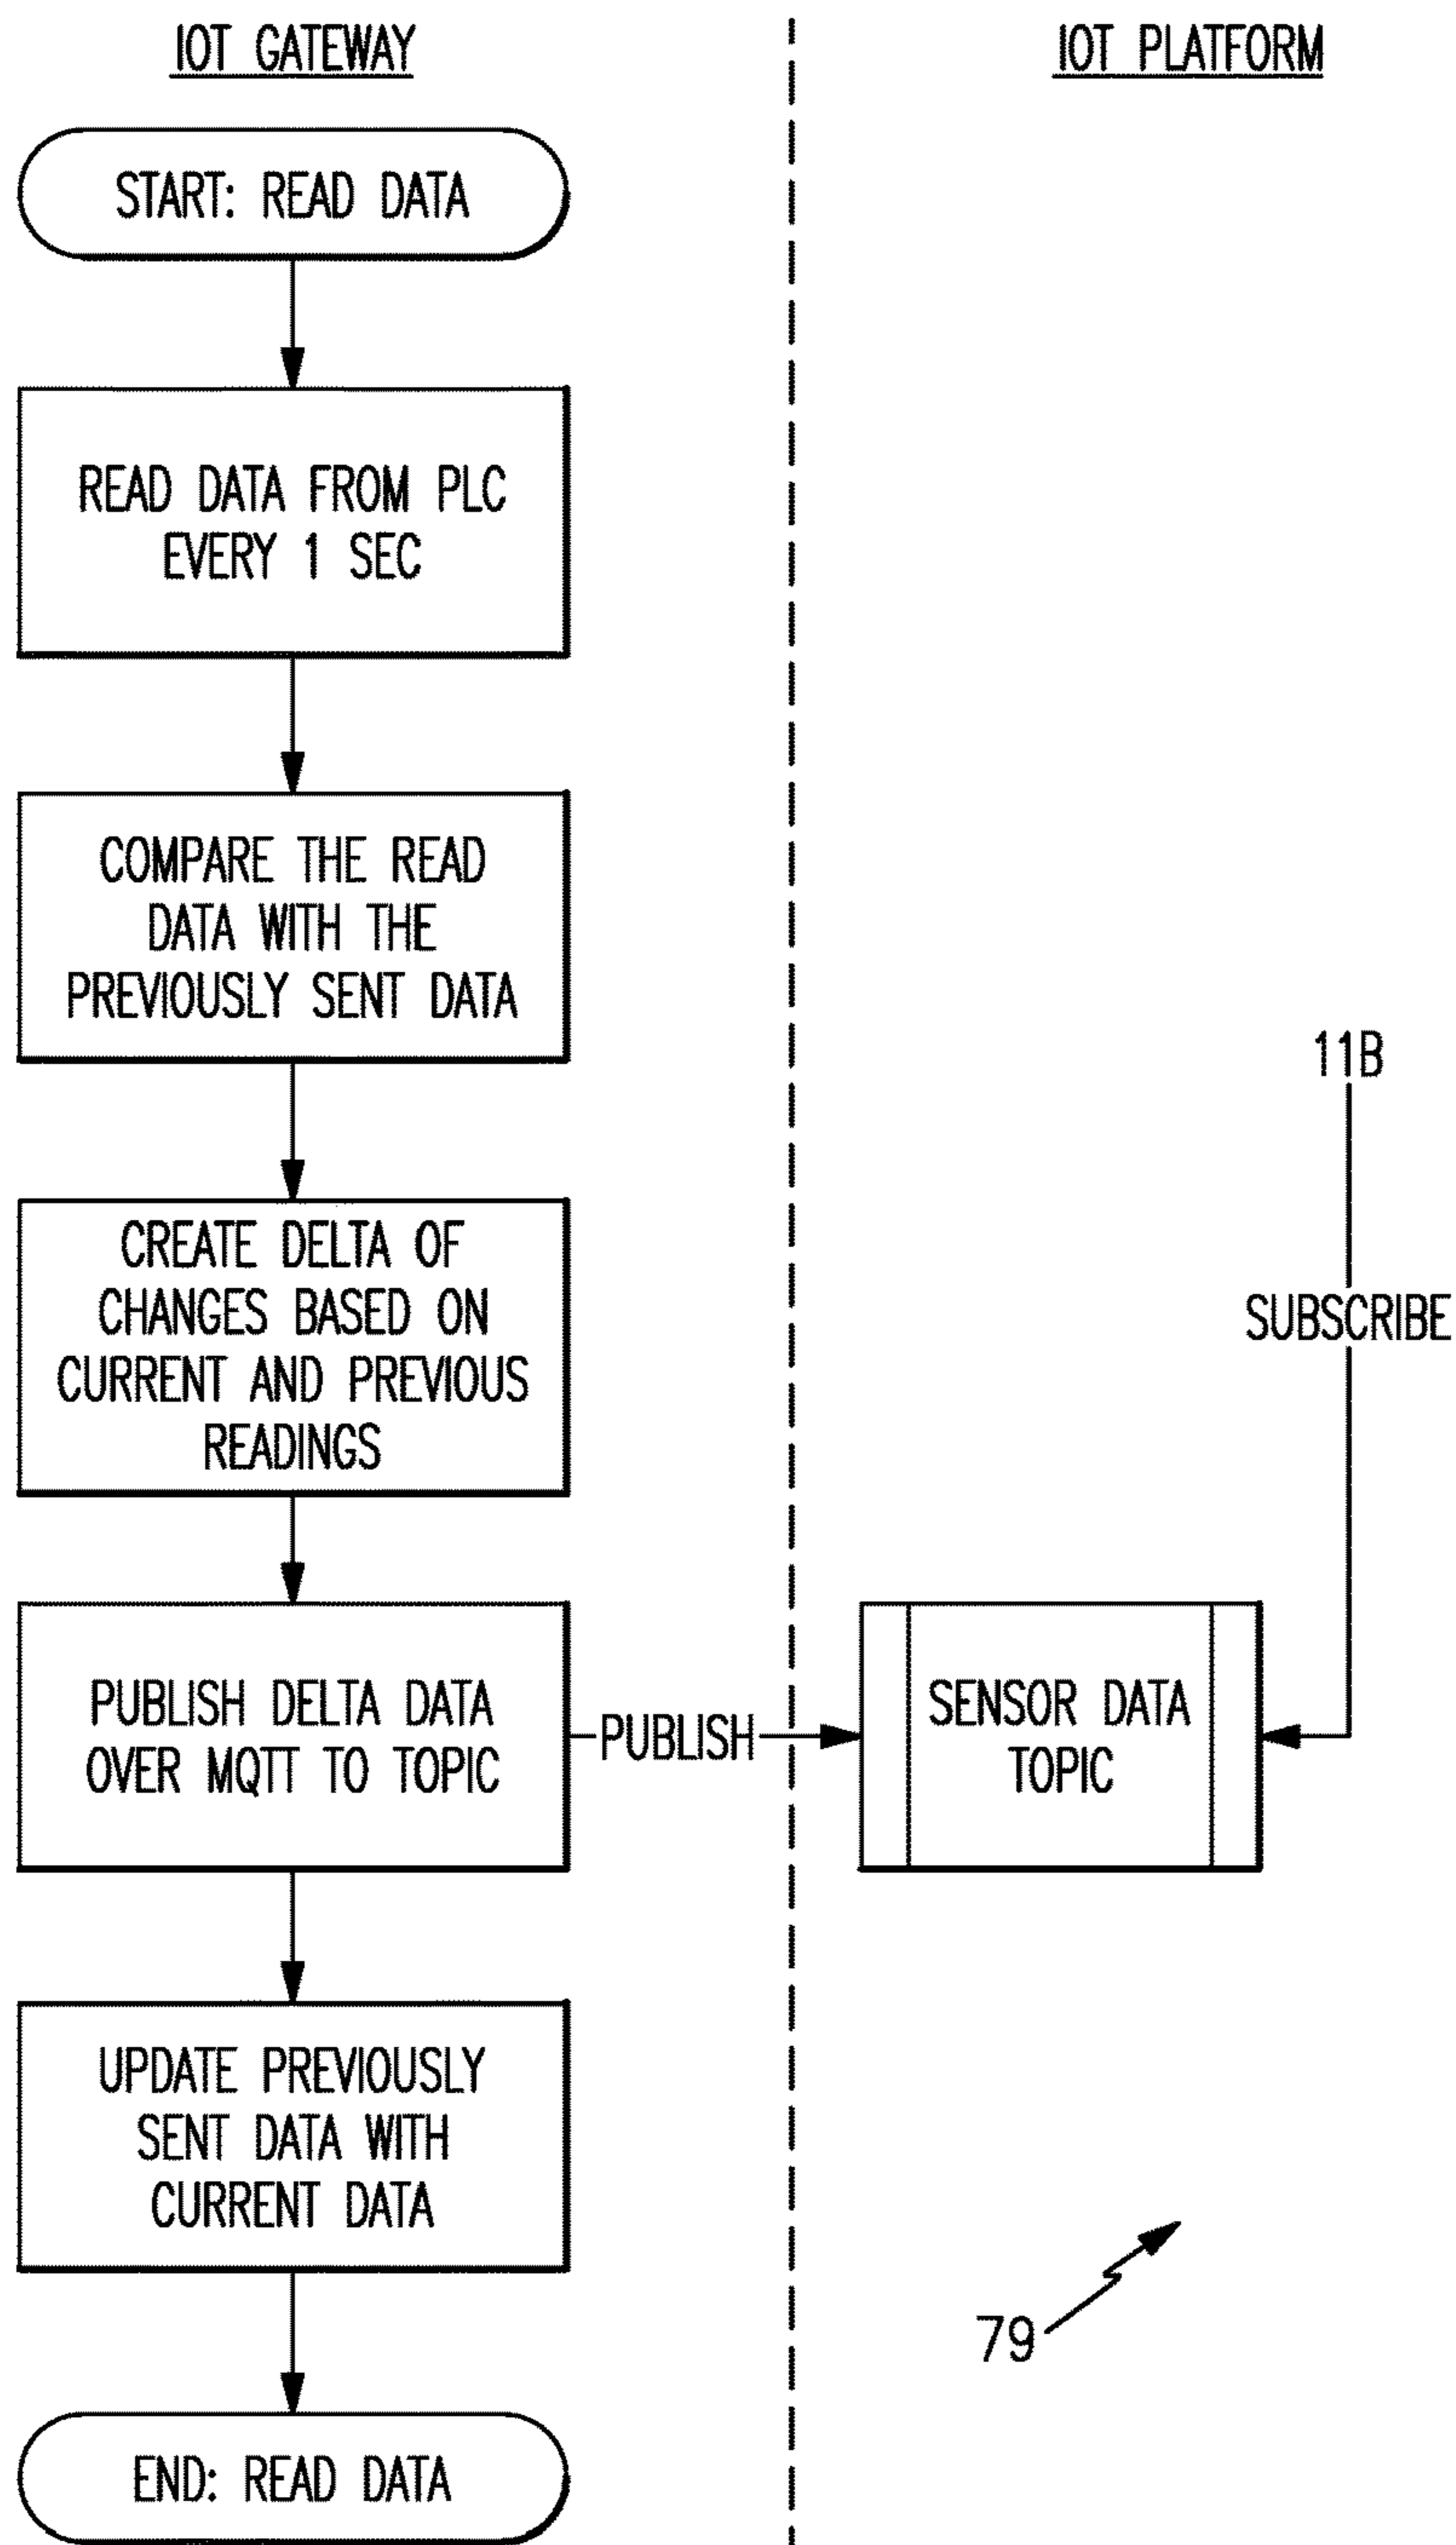 IOT GATEWAY
IOT PLATFORM
START: READ DATA
READ DATA FROM PLC
EVERY 1 SEC
COMPARE THE READ
DATA WITH THE
PREVIOUSLY SENT DATA
11B
CREATE DELTA OF
CHANGES BASED ON
CURRENT AND PREVIOUS
READINGS
SUBSCRIBE
PUBLISH DELTA DATA
OVER MQTT TO TOPIC
PUBLISH
SENSOR DATA
TOPIC
UPDATE PREVIOUSLY
SENT DATA WITH
CURRENT DATA
79
END: READ DATA